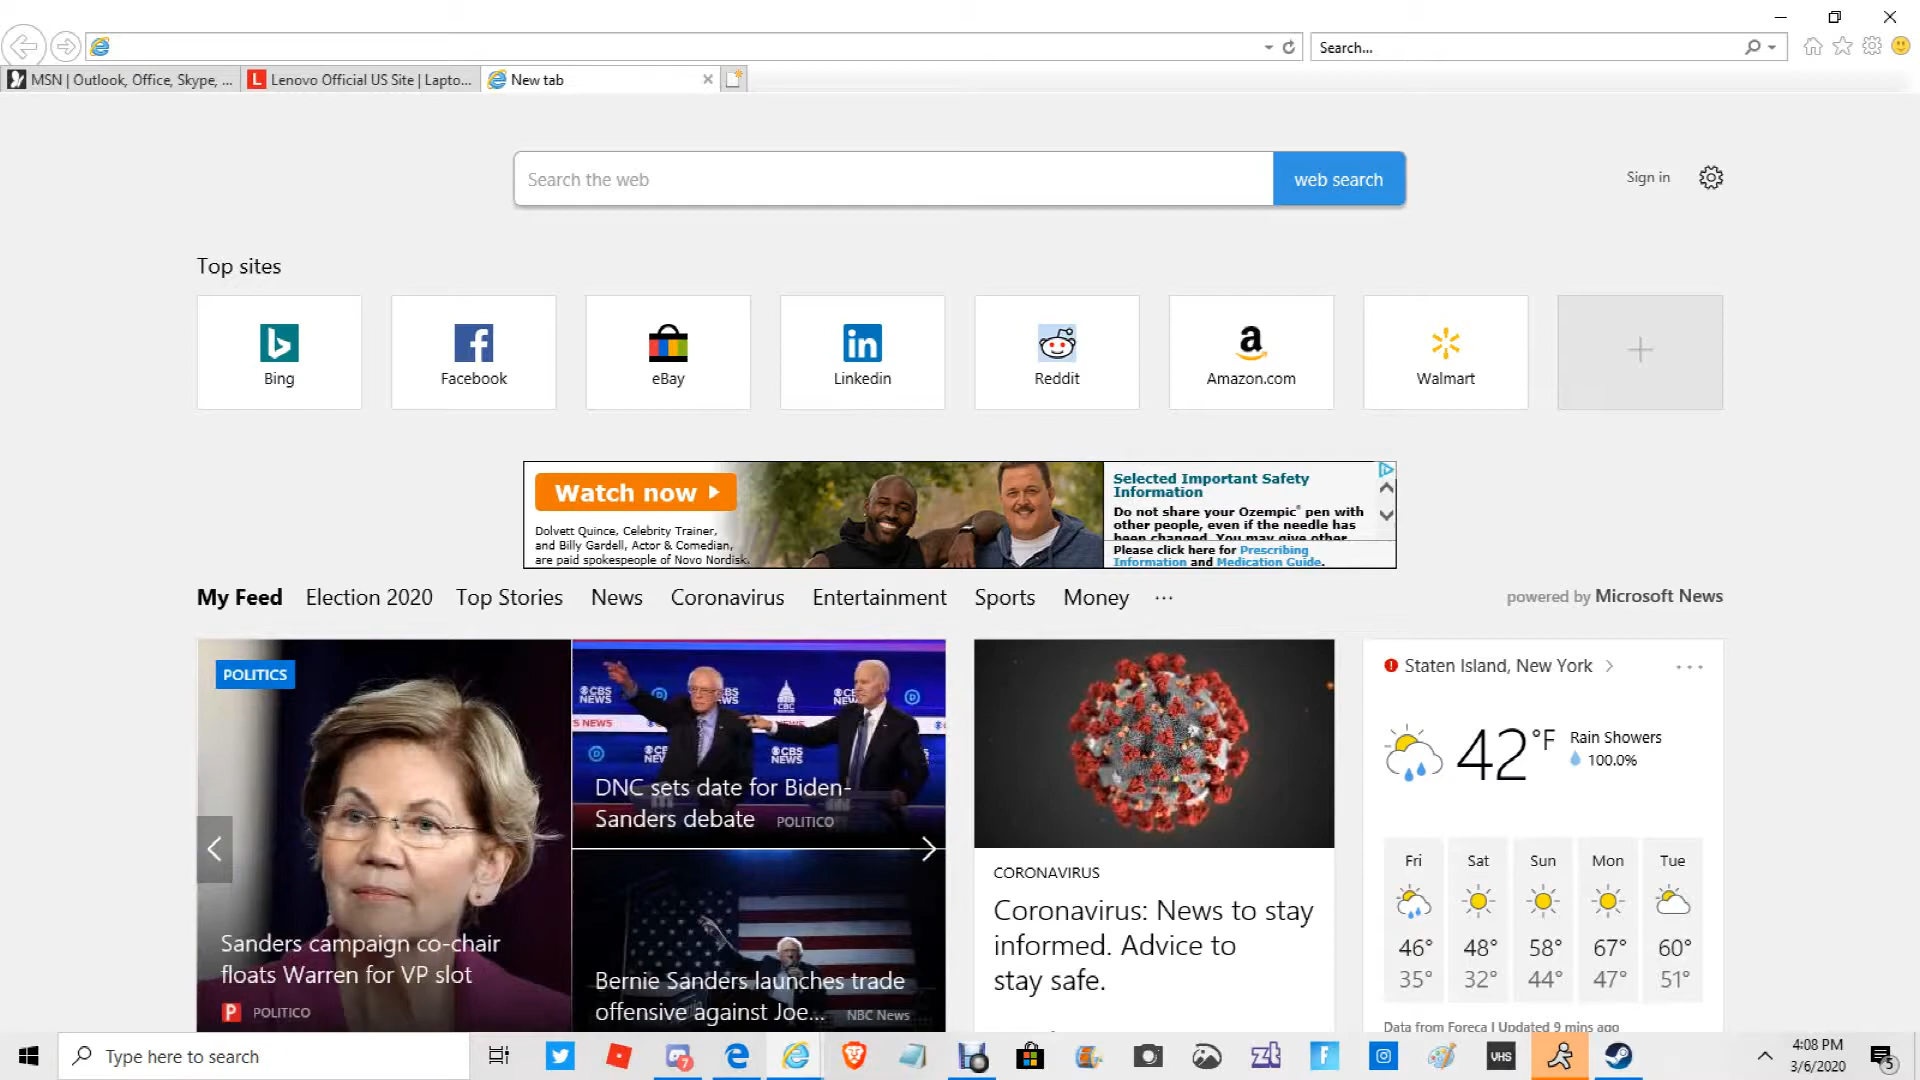 Search...
MSN | Outlook, Office, Skype, ...
L Lenovo Official US Site | Lapto...
New tab
Search the web
web search
Sign in
Top sites
Bing
Facebook
eBay
in
Linkedin
Reddit
a
Amazon.com
Walmart
Watch now
Dolvett Quince, Celebrity Trainer,
and Billy Gardell, Actor & Comedian,
are paid spokespeople of Novo Nordisk.
Selected Important Safety
Information
Do not share your Ozempic® pen with
other people, even if the needle has
been changed. You may give other
Please click here for Prescribing
Information and Medication Guide.
My Feed Election 2020 Top Stories News Coronavirus Entertainment Sports Money ...
powered by Microsoft News
POLITICS
Sanders campaign co-chair
floats Warren for VP slot
P POLITICO
CBS NEWS
CBS NEWS
DNC sets date for Biden-
Sanders debate POLITICO
Bernie Sanders launches trade
offensive against Joe... NBC News
CORONAVIRUS
Coronavirus: News to stay
informed. Advice to
stay safe.
Staten Island, New York
42 °F
Rain Showers
100.0%
Fri Sat Sun Mon Tue
46° 48° 58° 67° 60°
35° 32° 44° 47° 51°
Data from Foreca | Updated 9 mins ago
Type here to search
7
zt
F
VHS
4:08 PM
3/6/2020
5